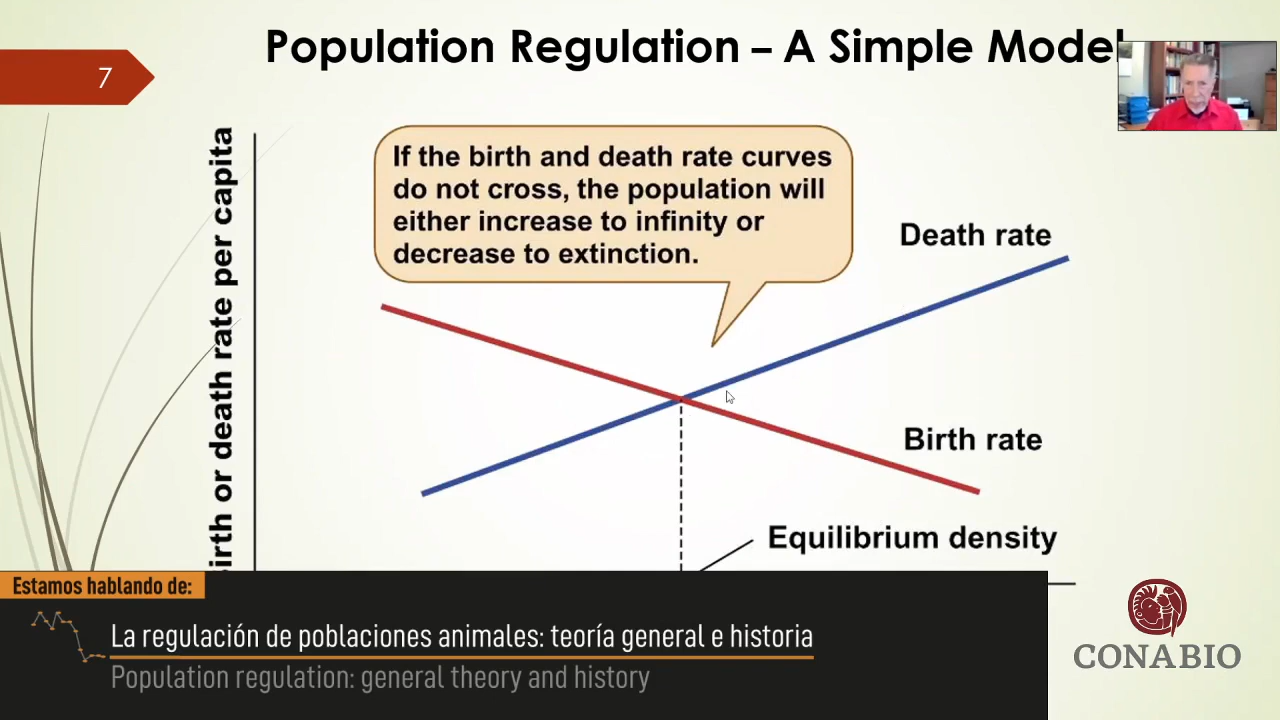 Population Regulation – A Simple Model
7
If the birth and death rate curves
do not cross, the population will
either increase to infinity or
decrease to extinction.
Death rate
Birth rate
Equilibrium density
irth or death rate per capita
Estamos hablando de:
La regulación de poblaciones animales: teoría general e historia
Population regulation: general theory and history
CONABIO